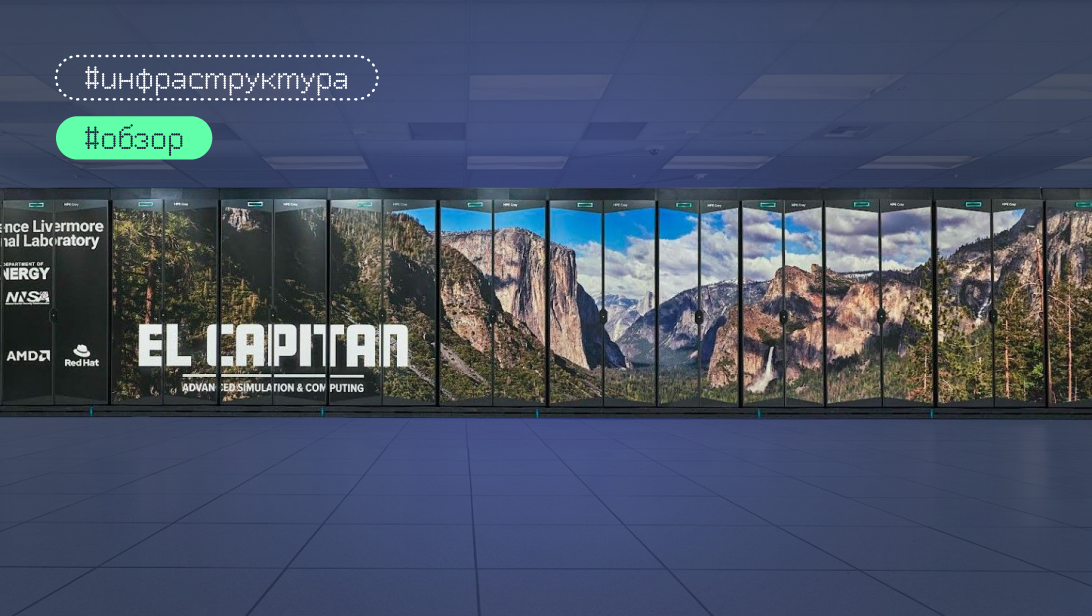 #инфраструктура
#обзор
nce Livermore
nal Laboratory
DEPARTMENT OF
NERGY
NNSA
AMD
Red Hat
EL CAPITAN
ADVANCED SIMULATION & COMPUTING